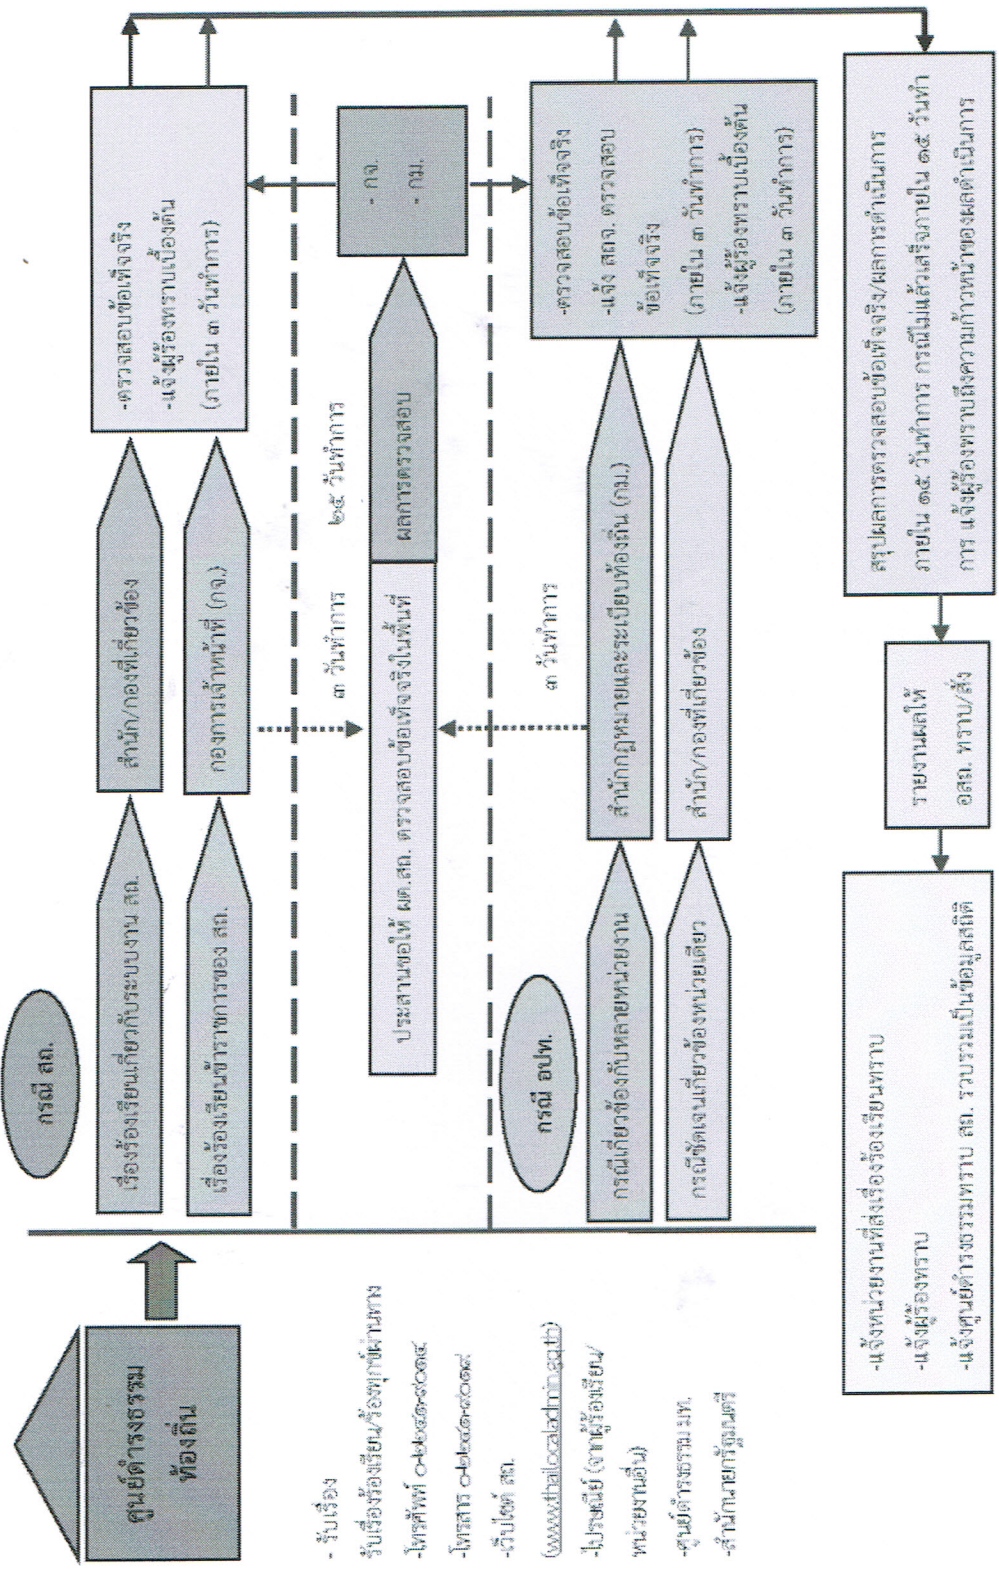 ศูนย์ดำรงธรรม
ท้องถิ่น
- รับเรื่อง
รับเรื่องร้องเรียน/ร้องทุกข์ผ่านทาง
-โทรศัพท์
-โทรสาร
-เว็บไซต์ สถ.
(www.thailocaladmin.go.th)
-ไปรษณีย์ (จากผู้ร้องเรียน/
หน่วยงานอื่น)
-ศูนย์ดำรงธรรม มท.
-สำนักนายกรัฐมนตรี
กรณี สถ.
เรื่องร้องเรียนเกี่ยวกับระบบงาน สถ.
สำนัก/กองที่เกี่ยวข้อง
เรื่องร้องเรียนข้าราชการของ สถ.
กองการเจ้าหน้าที่ (กจ.)
-ตรวจสอบข้อเท็จจริง
-แจ้งผู้ร้องทราบเบื้องต้น
(ภายใน ๓ วันทำการ)
๓ วันทำการ
๒๕ วันทำการ
ประสานขอให้ ผต.สถ. ตรวจสอบข้อเท็จจริงในพื้นที่
ผลการตรวจสอบ
- กจ.
- กม.
กรณี อปท.
๓ วันทำการ
กรณีเกี่ยวข้องกับหลายหน่วยงาน
สำนักกฎหมายและระเบียบท้องถิ่น (กม.)
กรณีชัดเจนเกี่ยวข้องหน่วยเดียว
สำนัก/กองที่เกี่ยวข้อง
-ตรวจสอบข้อเท็จจริง
-แจ้ง สถจ. ตรวจสอบ
ข้อเท็จจริง
(ภายใน ๓ วันทำการ)
-แจ้งผู้ร้องทราบเบื้องต้น
(ภายใน ๓ วันทำการ)
สรุปผลการตรวจสอบข้อเท็จจริง/ผลการดำเนินการ
ภายใน ๑๕ วันทำการ กรณีไม่แล้วเสร็จภายใน ๑๕ วันทำ
การ แจ้งผู้ร้องทราบถึงความก้าวหน้าของผลดำเนินการ
รายงานผลให้
อสถ. ทราบ/สั่ง
-แจ้งหน่วยงานที่ส่งเรื่องร้องเรียนทราบ
-แจ้งผู้ร้องทราบ
-แจ้งศูนย์ดำรงธรรมทราบ สถ. รวบรวมเป็นข้อมูลสถิติ